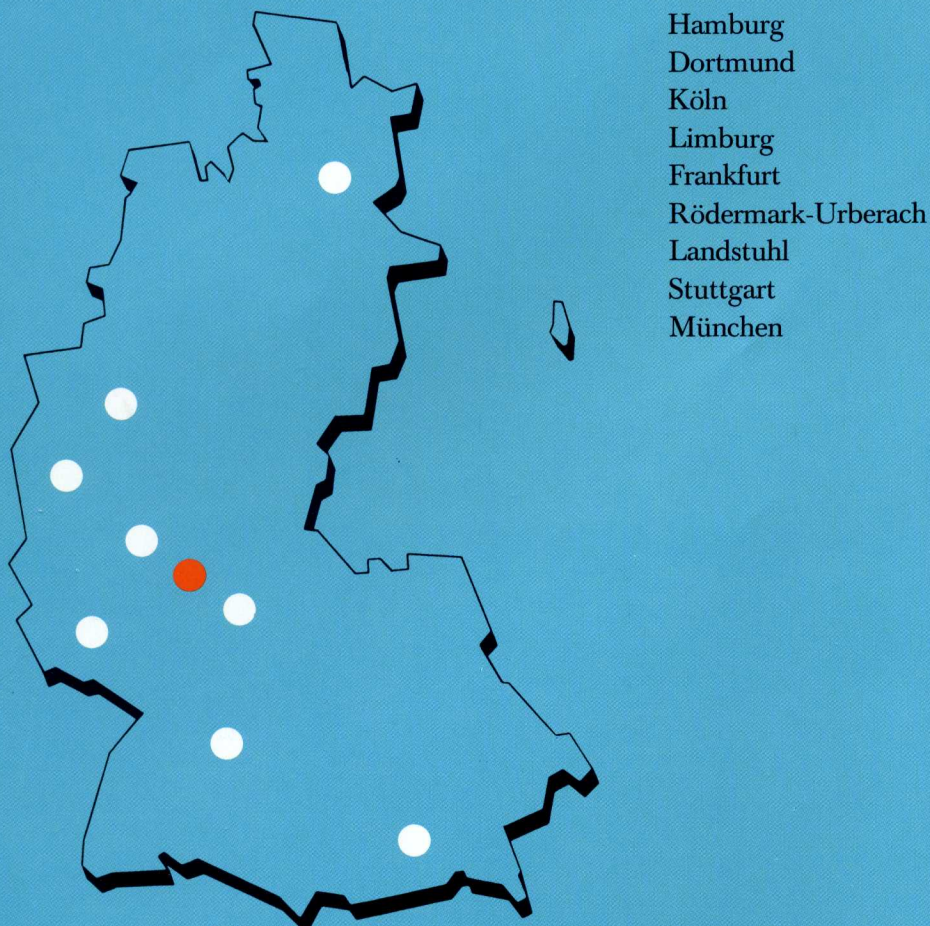 Hamburg
Dortmund
Köln
Limburg
Frankfurt
Rödermark-Urberach
Landstuhl
Stuttgart
München